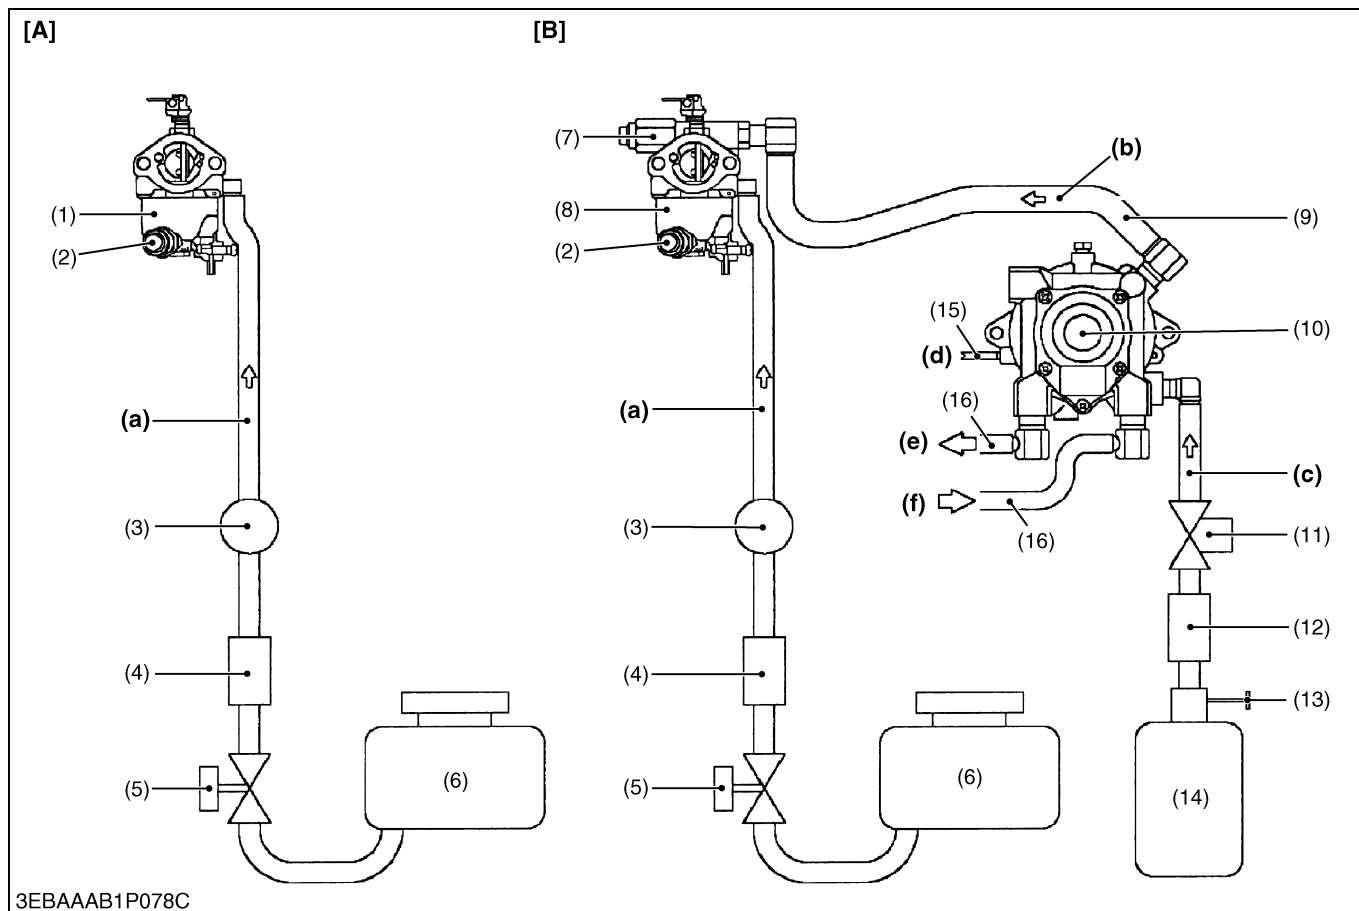 [A]
[B]
(1)
(2)
(a)
(3)
(4)
(5)
(6)
(7)
(8)
(2)
(a)
(3)
(4)
(5)
(6)
(b)
(9)
(10)
(15)
(d)
(16)
(e)
(f)
(16)
(c)
(11)
(12)
(13)
(14)
3EBAAAB1P078C